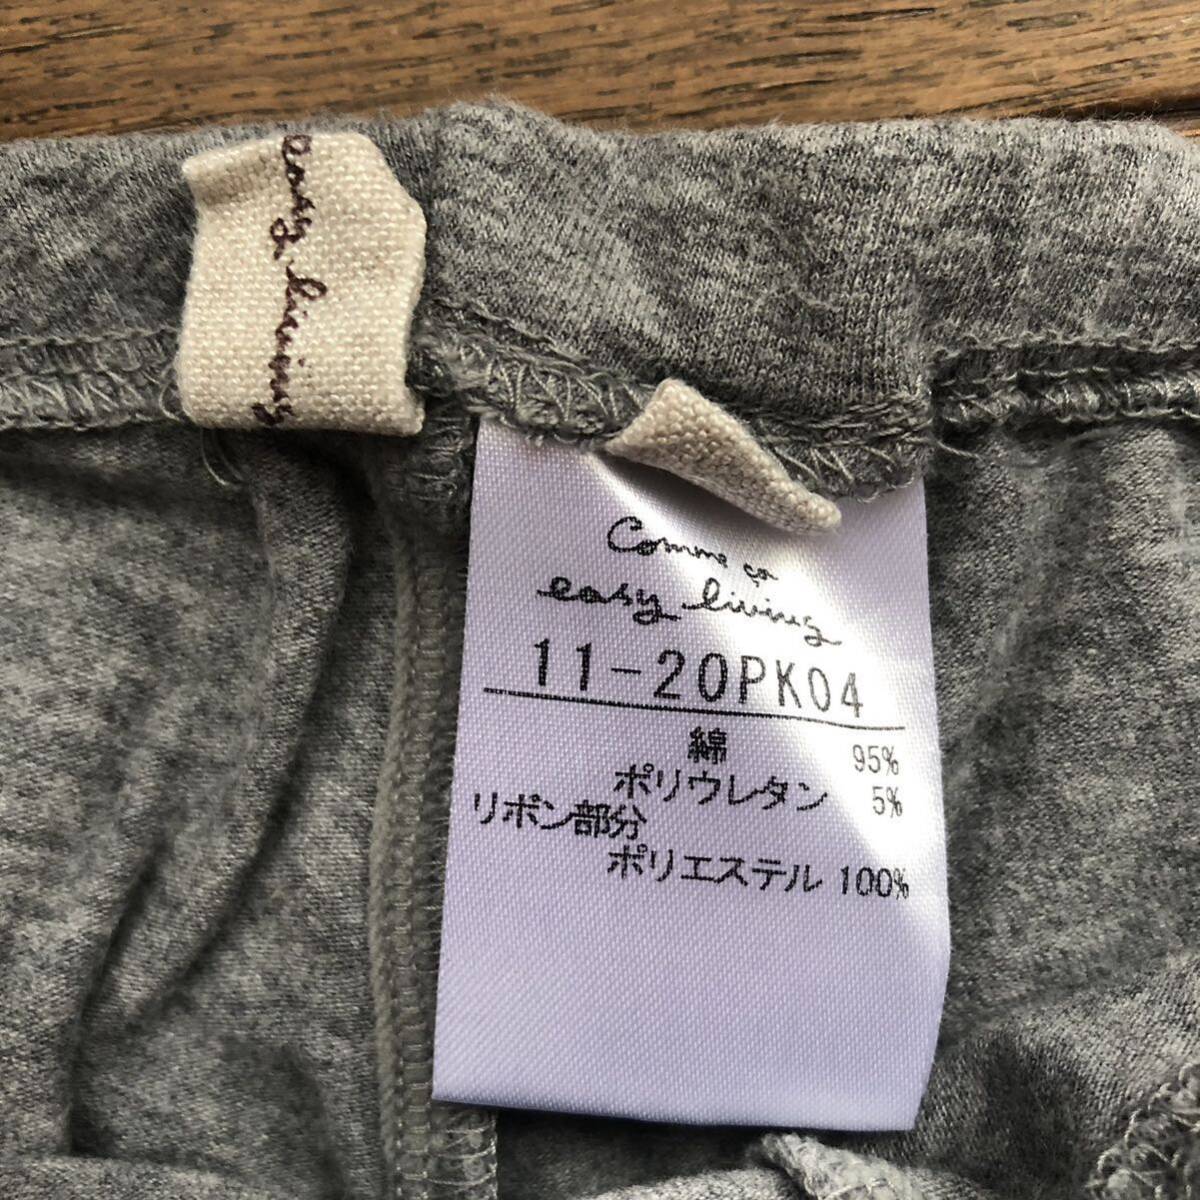 easy living
Comme ça
easy living
11-20PK04
綿 95%
ポリウレタン 5%
リボン部分
ポリエステル 100%